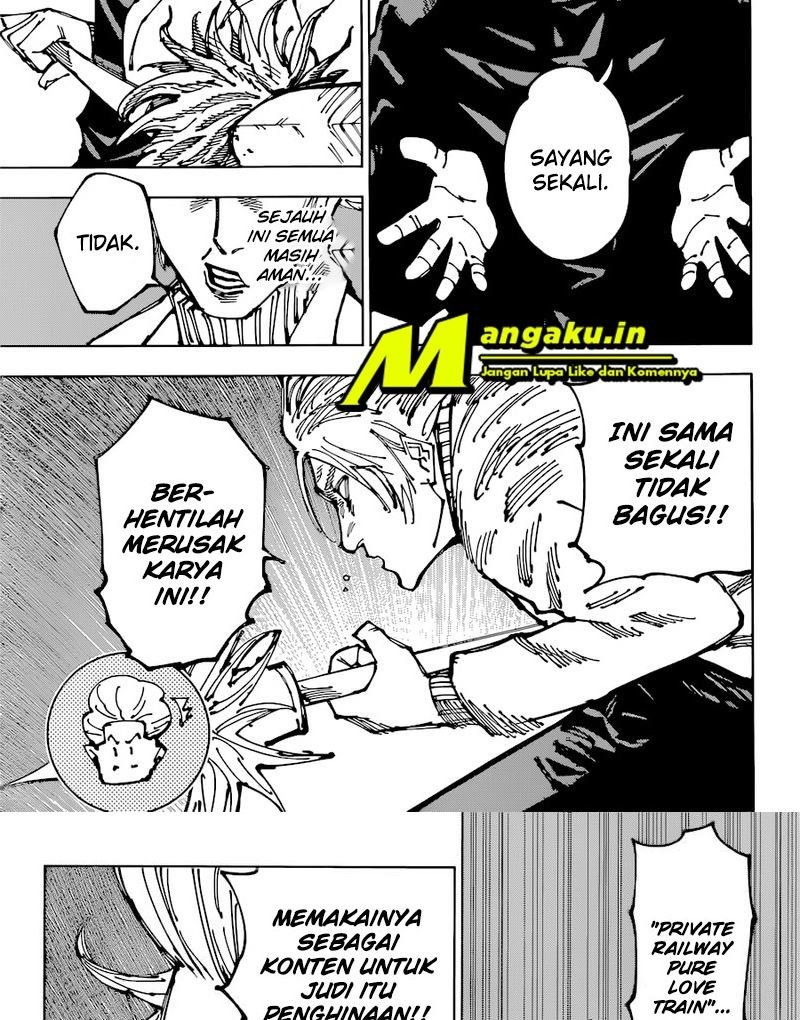 SAYANG
SEKALI.
SEJAUH
INI SEMUA
MASIH
AMAN...
TIDAK.
Mangaku.in
Jangan Lupa Like dan Komennya
INI SAMA
SEKALI
TIDAK
BAGUS!!
BER-
HENTILAH
MERUSAK
KARYA
INI!!
"PRIVATE
RAILWAY
PURE
LOVE
TRAIN"...
MEMAKAINYA
SEBAGAI
KONTEN UNTUK
JUDI ITU
PENGHINAAN!!